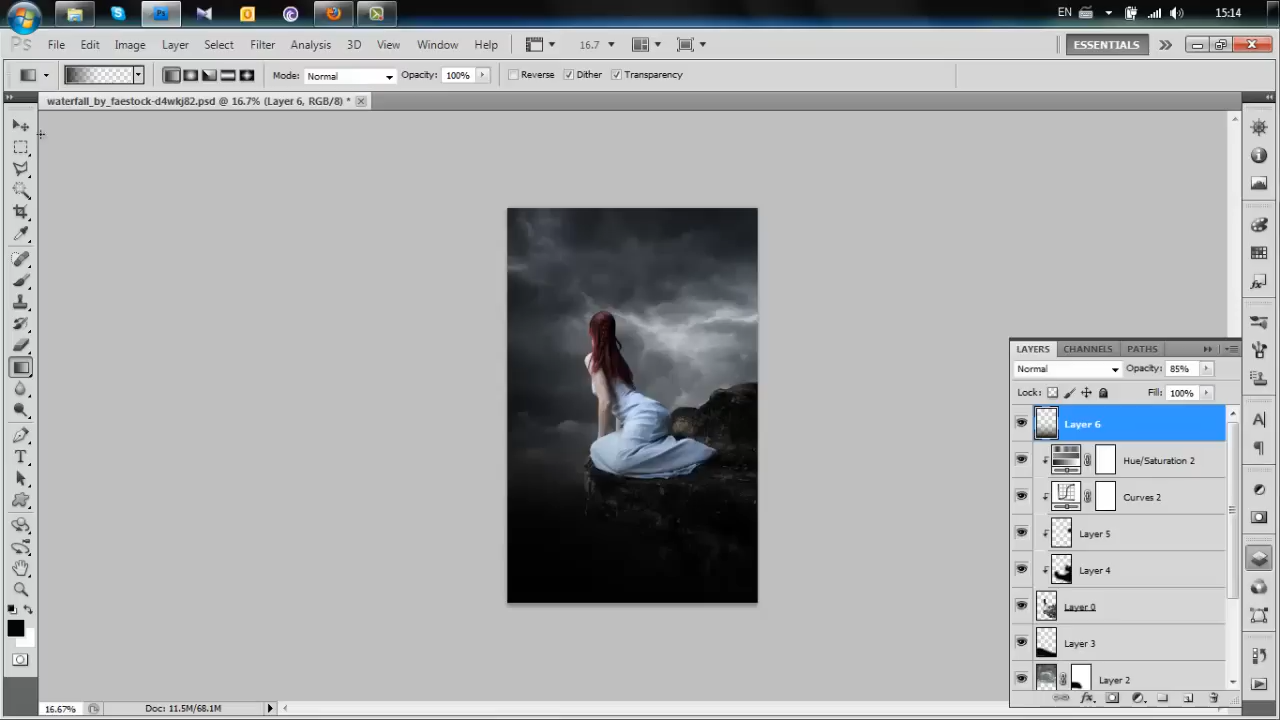 EN
15:14
Ps
File Edit Image Layer Select Filter Analysis 3D View Window Help
16.7
ESSENTIALS
Mode: Normal Opacity: 100% Reverse Dither Transparency
waterfall_by_faestock-d4wkj82.psd @ 16.7% (Layer 6, RGB/8) *
LAYERS CHANNELS PATHS
Normal Opacity: 85%
Lock: Fill: 100%
Layer 6
Hue/Saturation 2
Curves 2
Layer 5
Layer 4
Layer 0
Layer 3
Layer 2
16.67% Doc: 11.5M/68.1M